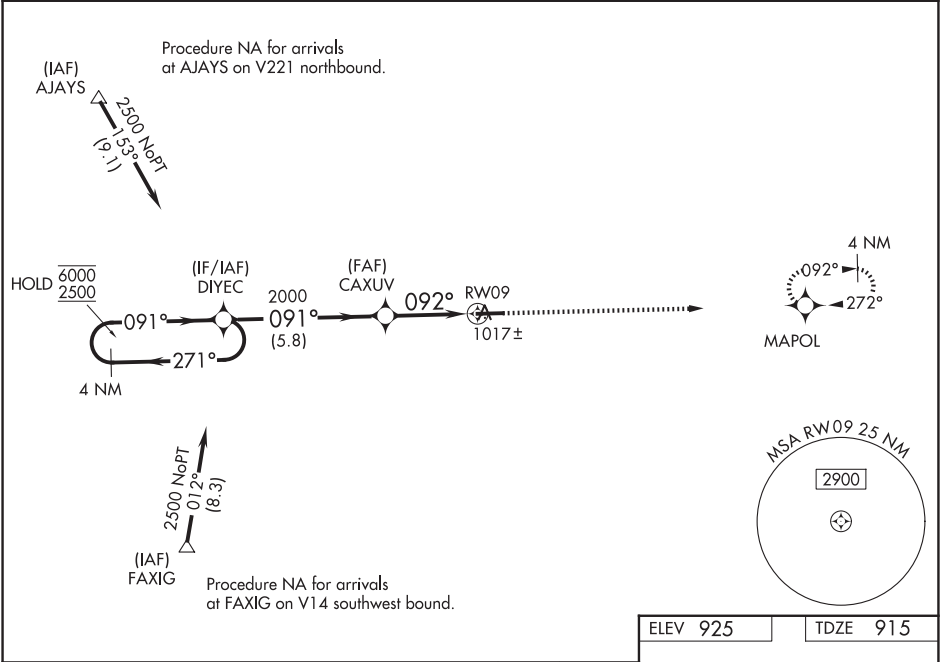 Procedure NA for arrivals
at AJAYS on V221 northbound.
(IAF)
AJAYS
2500 NoPT
153°
(9.1)
HOLD 6000
2500
(IF/IAF)
DIYEC
091°
271°
4 NM
2000
091°
(5.8)
(FAF)
CAXUV
092°
RW09
1017±
4 NM
092°
272°
MAPOL
2500 NoPT
012°
(8.3)
(IAF)
FAXIG
Procedure NA for arrivals
at FAXIG on V14 southwest bound.
MSA RW09 25 NM
2900
ELEV 925
TDZE 915